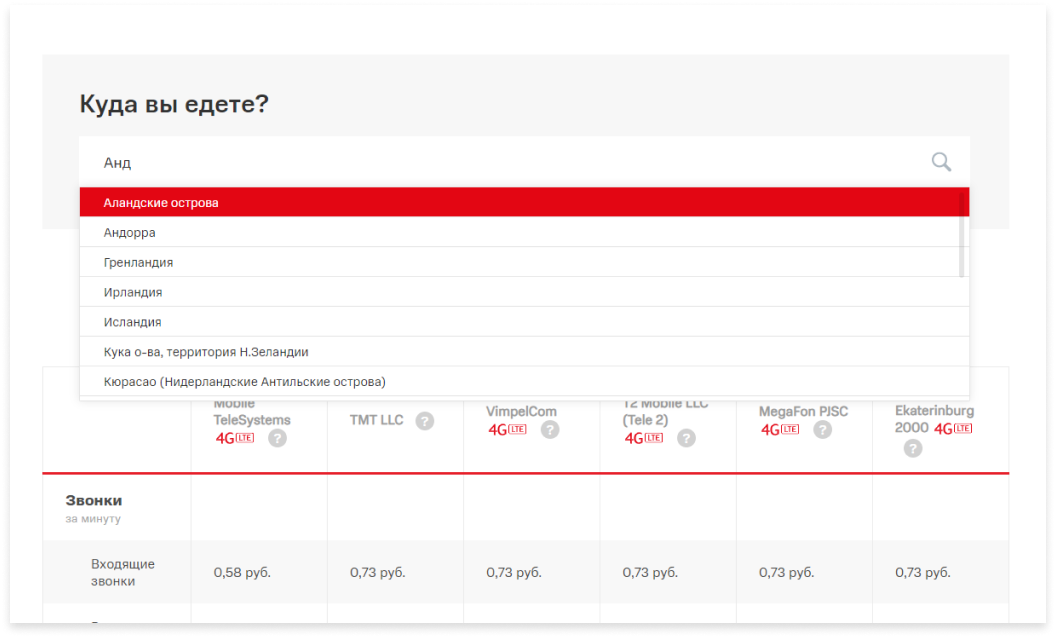 Куда вы едете?
Анд
Аландские острова
Андорра
Гренландия
Ирландия
Исландия
Кука о-ва, территория Н.Зеландии
Кюрасао (Нидерландские Антильские острова)
Mobile
TeleSystems
4G LTE ?
TMT LLC ?
VimpelCom
4G LTE ?
T2 Mobile LLC
(Tele 2)
4G LTE ?
MegaFon PJSC
4G LTE ?
Ekaterinburg
2000 4G LTE
?
Звонки
за минуту
Входящие
звонки
0,58 руб.
0,73 руб.
0,73 руб.
0,73 руб.
0,73 руб.
0,73 руб.